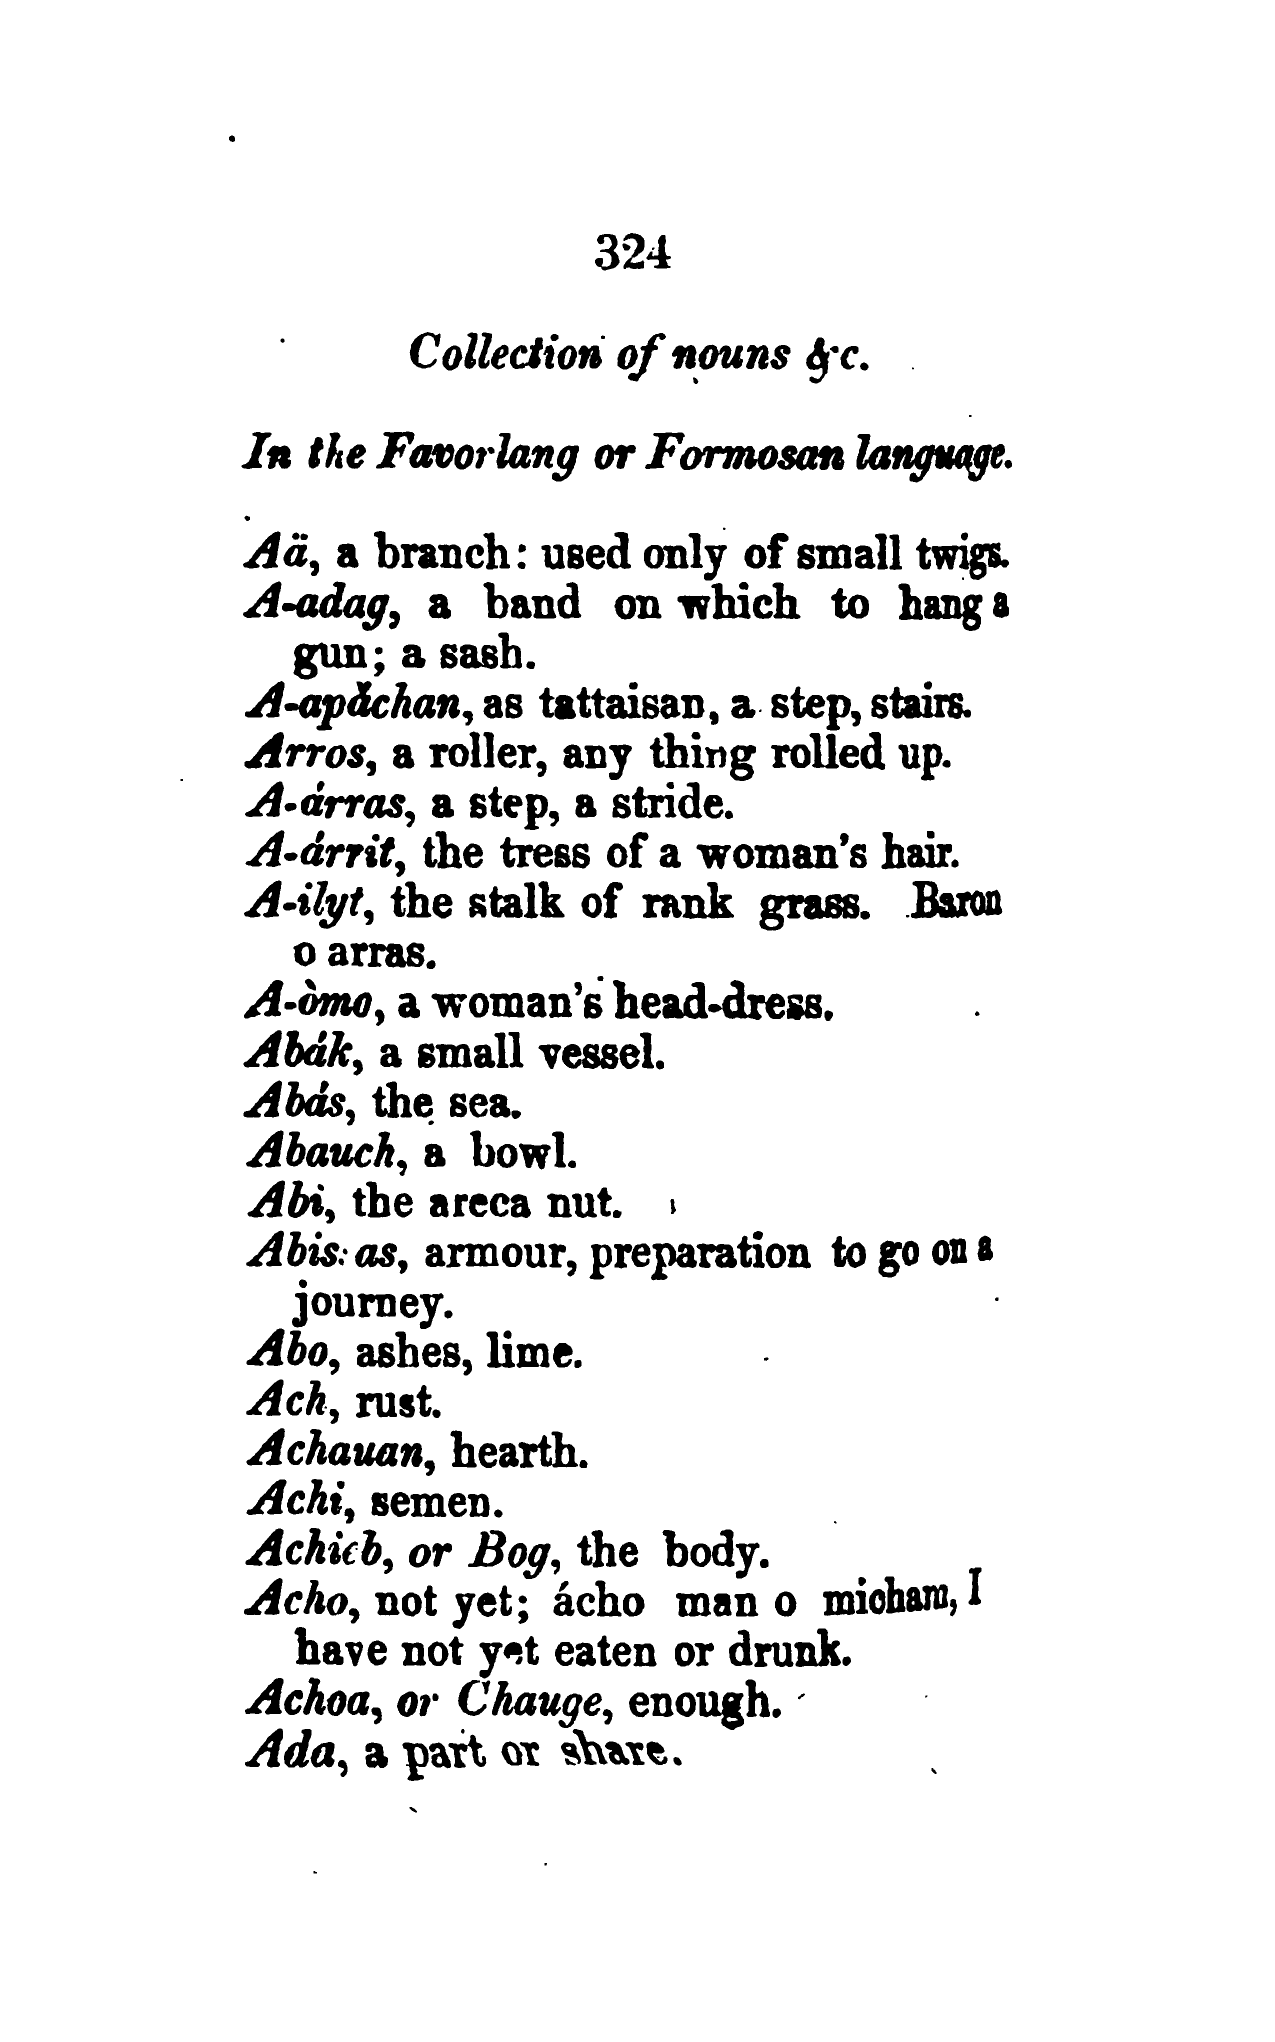 324
Collection of nouns &c.
In the Favorlang or Formosan language.
Aä, a branch: used only of small twigs.
A-adag, a band on which to hang a
gun; a sash.
A-apăchan, as tattaisan, a step, stairs.
Arros, a roller, any thing rolled up.
A-árras, a step, a stride.
A-árrit, the tress of a woman's hair.
A-ilyt, the stalk of rank grass. Baron
o arras.
A-òmo, a woman's head-dress.
Abák, a small vessel.
Abás, the sea.
Abauch, a bowl.
Abi, the areca nut.
Abis: as, armour, preparation to go on a
journey.
Abo, ashes, lime.
Ach, rust.
Achauan, hearth.
Achi, semen.
Achieb, or Bog, the body.
Acho, not yet; ácho man o micham, I
have not yet eaten or drunk.
Achoa, or Chauge, enough.
Ada, a part or share.